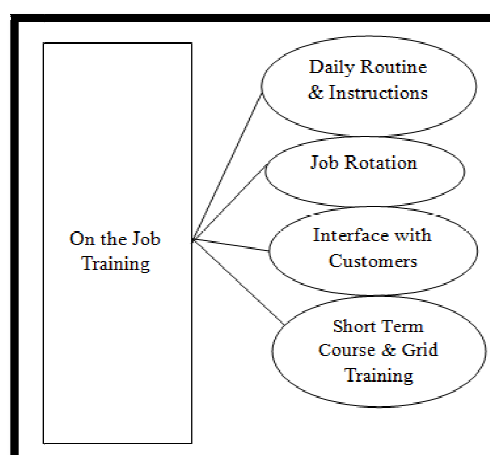 On the Job
Training
Daily Routine
& Instructions
Job Rotation
Interface with
Customers
Short Term
Course & Grid
Training